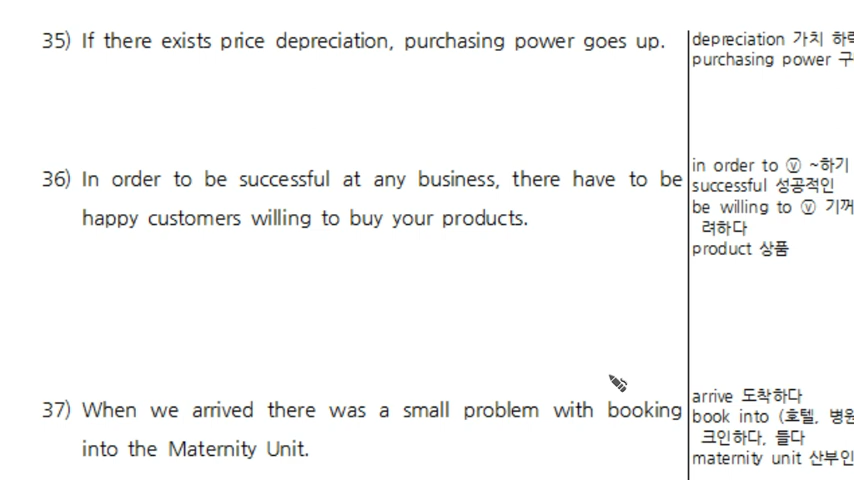 35) If there exists price depreciation, purchasing power goes up.
depreciation 가치 하락
purchasing power 구
36) In order to be successful at any business, there have to be
happy customers willing to buy your products.
in order to ⓥ ~하기
successful 성공적인
be willing to ⓥ 기꺼
려하다
product 상품
37) When we arrived there was a small problem with booking
into the Maternity Unit.
arrive 도착하다
book into (호텔, 병원
크인하다, 들다
maternity unit 산부인